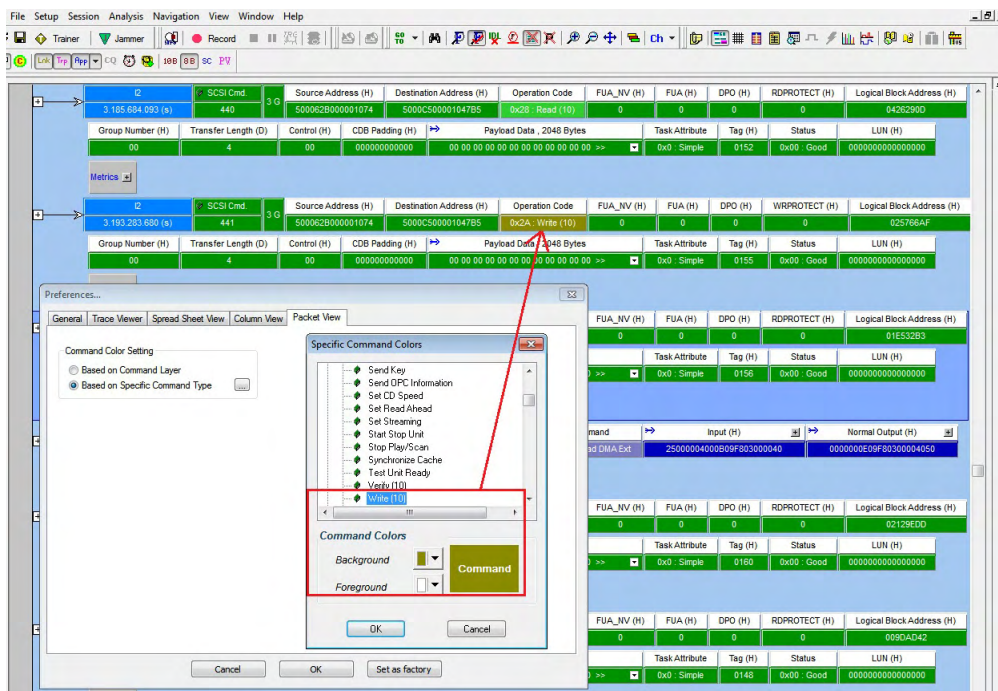 File Setup Session Analysis Navigation View Window Help
Trainer Jammer Record GO TO Ch
Lnk Trp App CQ 10B 8B SC PV
I2 SCSI Cmd. 3 G Source Address (H) Destination Address (H) Operation Code FUA_NV (H) FUA (H) DPO (H) RDPROTECT (H) Logical Block Address (H)
3.185.684.093 (s) 440 500062B000001074 5000C500001047B5 0x28 : Read (10) 0 0 0 0 0426290D
Group Number (H) Transfer Length (D) Control (H) CDB Padding (H) Payload Data , 2048 Bytes Task Attribute Tag (H) Status LUN (H)
00 4 00 000000000000 00 00 00 00 00 00 00 00 00 00 00 00 >> 0x0 : Simple 0152 0x00 : Good 0000000000000000
Metrics
I2 SCSI Cmd. 3 G Source Address (H) Destination Address (H) Operation Code FUA_NV (H) FUA (H) DPO (H) WRPROTECT (H) Logical Block Address (H)
3.193.283.680 (s) 441 500062B000001074 5000C500001047B5 0x2A : Write (10) 0 0 0 0 025766AF
Group Number (H) Transfer Length (D) Control (H) CDB Padding (H) Payload Data , 2048 Bytes Task Attribute Tag (H) Status LUN (H)
00 4 00 000000000000 00 00 00 00 00 00 00 00 00 00 00 00 >> 0x0 : Simple 0155 0x00 : Good 0000000000000000
Preferences...
General Trace Viewer Spread Sheet View Column View Packet View
Command Color Setting
Based on Command Layer
Based on Specific Command Type ...
Specific Command Colors
Send Key
Send OPC Information
Set CD Speed
Set Read Ahead
Set Streaming
Start Stop Unit
Stop Play/Scan
Synchronize Cache
Test Unit Ready
Verify (10)
Write (10)
Command Colors
Background
Command
Foreground
OK Cancel
Cancel OK Set as factory
FUA_NV (H) FUA (H) DPO (H) RDPROTECT (H) Logical Block Address (H)
0 0 0 0 01E532B3
Task Attribute Tag (H) Status LUN (H)
>> 0x0 : Simple 0156 0x00 : Good 0000000000000000
mand Input (H) Normal Output (H)
ad DMA Ext 25000004000B09F803000040 0000000E09F80300004050
FUA_NV (H) FUA (H) DPO (H) RDPROTECT (H) Logical Block Address (H)
0 0 0 0 02129EDD
Task Attribute Tag (H) Status LUN (H)
>> 0x0 : Simple 0160 0x00 : Good 0000000000000000
FUA_NV (H) FUA (H) DPO (H) RDPROTECT (H) Logical Block Address (H)
0 0 0 0 009DAD42
Task Attribute Tag (H) Status LUN (H)
>> 0x0 : Simple 0148 0x00 : Good 0000000000000000